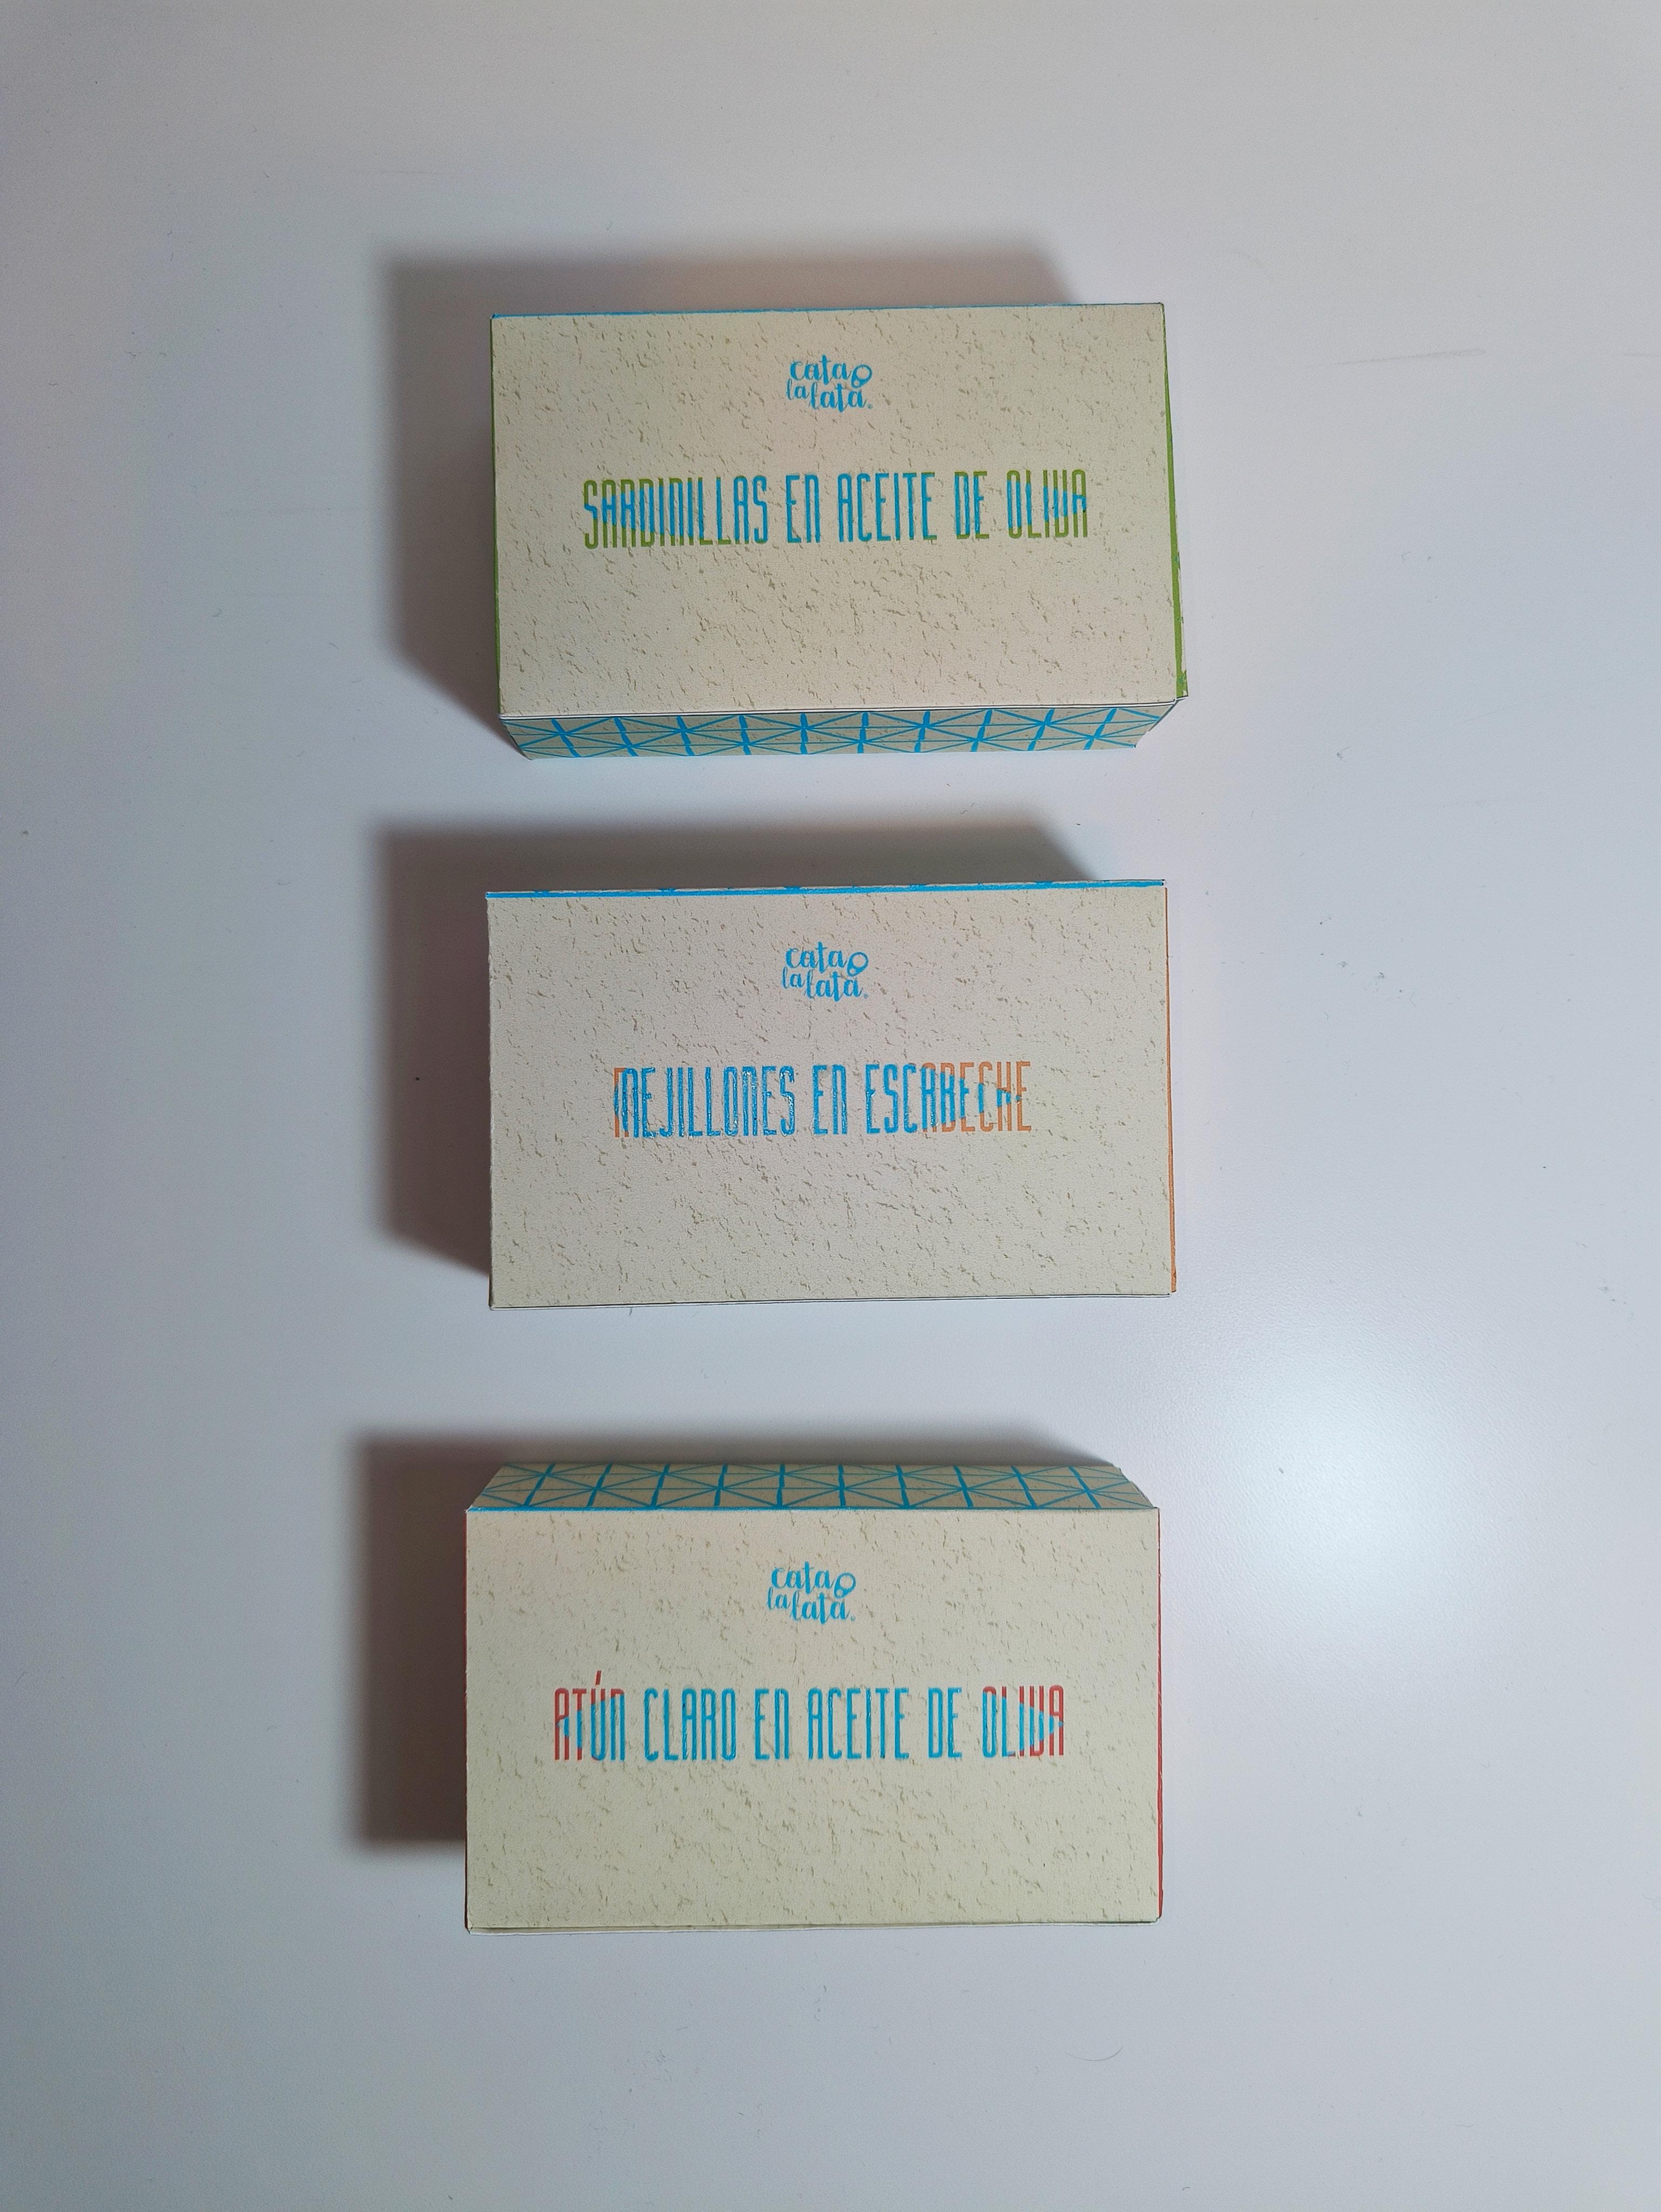 cata
la lata®
SARDINILLAS EN ACEITE DE OLIVA
cata
la lata®
MEJILLONES EN ESCABECHE
cata
la lata®
ATÚN CLARO EN ACEITE DE OLIVA